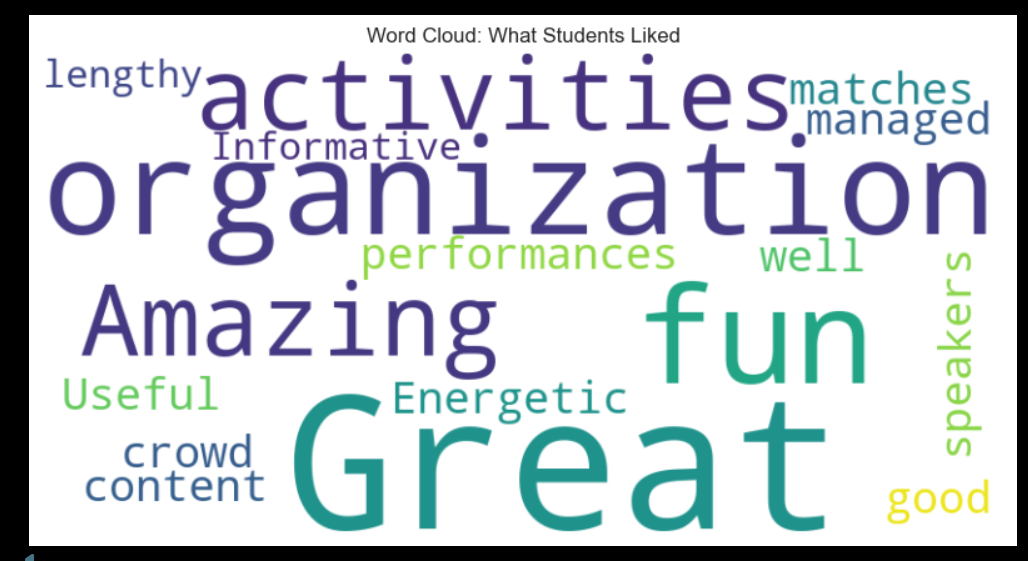 Word Cloud: What Students Liked
lengthy
activities
matches
managed
Informative
organization
performances
well
speakers
Amazing
fun
Useful
Energetic
Great
crowd
content
good